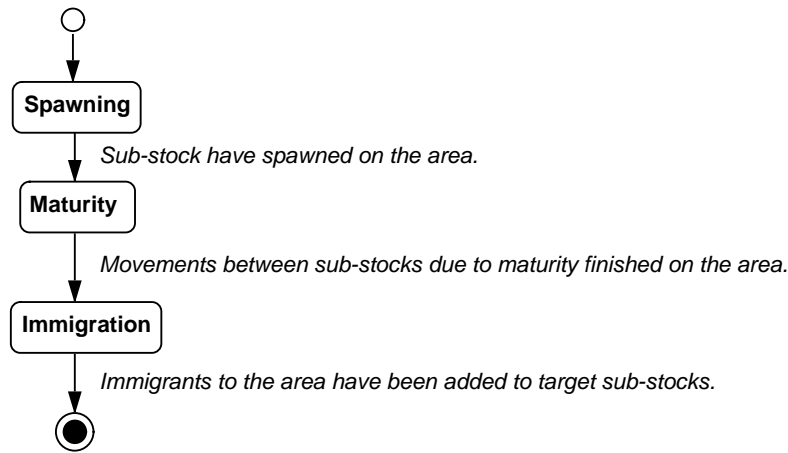 Spawning
Sub-stock have spawned on the area.
Maturity
Movements between sub-stocks due to maturity finished on the area.
Immigration
Immigrants to the area have been added to target sub-stocks.